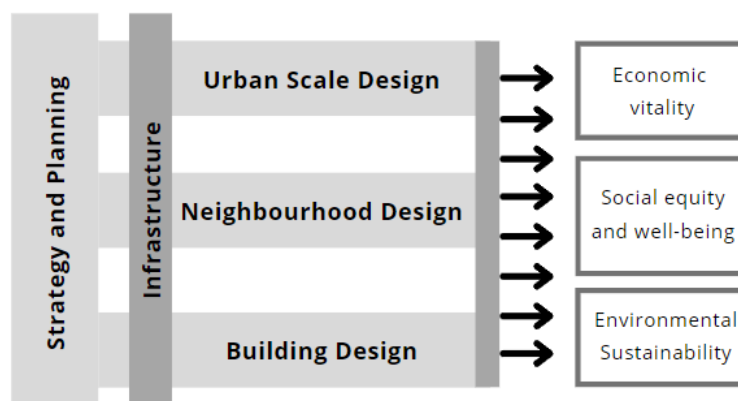 Strategy and Planning
Infrastructure
Urban Scale Design
Neighbourhood Design
Building Design
Economic
vitality
Social equity
and well-being
Environmental
Sustainability